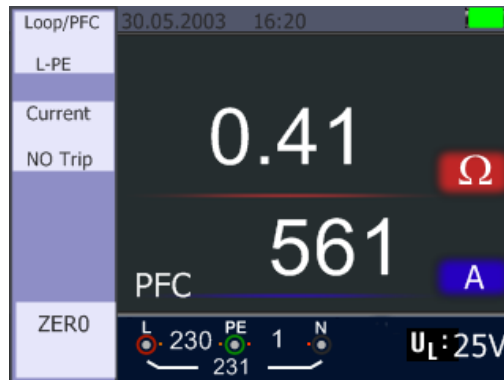 Loop/PFC 30.05.2003 16:20
L-PE
Current
NO Trip
0.41 Ω
PFC 561 A
ZERO
L 230 PE 1 N
231
UL:25V